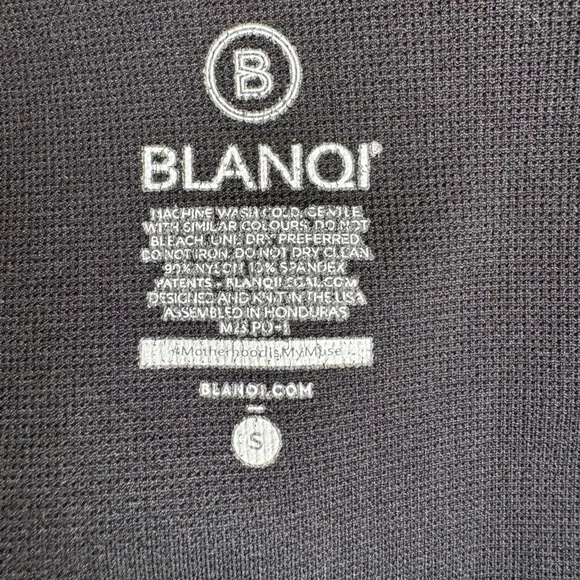 B
BLANQI®
MACHINE WASH COLD, GENTLE,
WITH SIMILAR COLOURS. DO NOT
BLEACH. LINE DRY PREFERRED.
DO NOT IRON. DO NOT DRY CLEAN.
90% NYLON 10% SPANDEX
PATENTS - BLANQILEGAL.COM
DESIGNED AND KNIT IN THE USA
ASSEMBLED IN HONDURAS
#MotherhoodIsMyMuse
BLANQI.COM
S